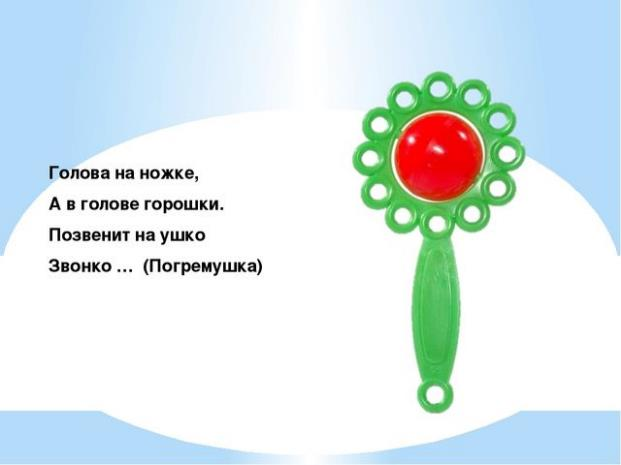 Голова на ножке,
А в голове горошки.
Позвенит на ушко
Звонко … (Погремушка)